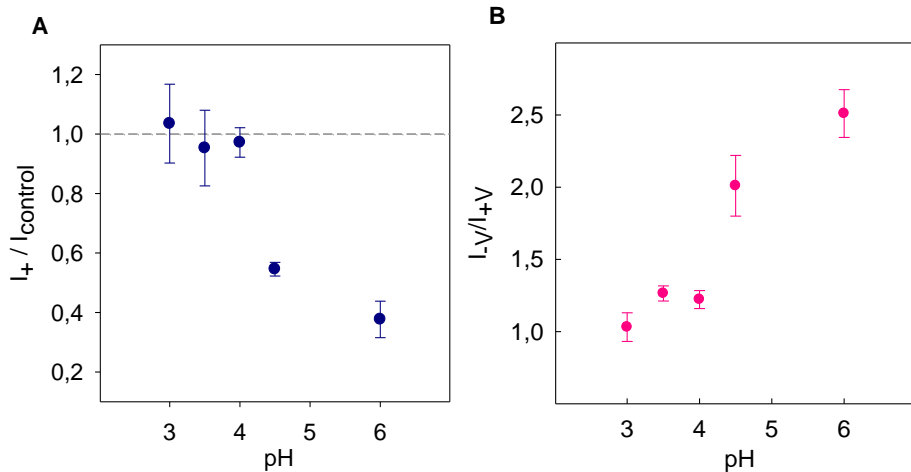 A
1,2
1,0
0,8
0,6
0,4
0,2
I+ / Icontrol
3 4 5 6
pH
B
2,5
2,0
1,5
1,0
I-V/I+V
3 4 5 6
pH